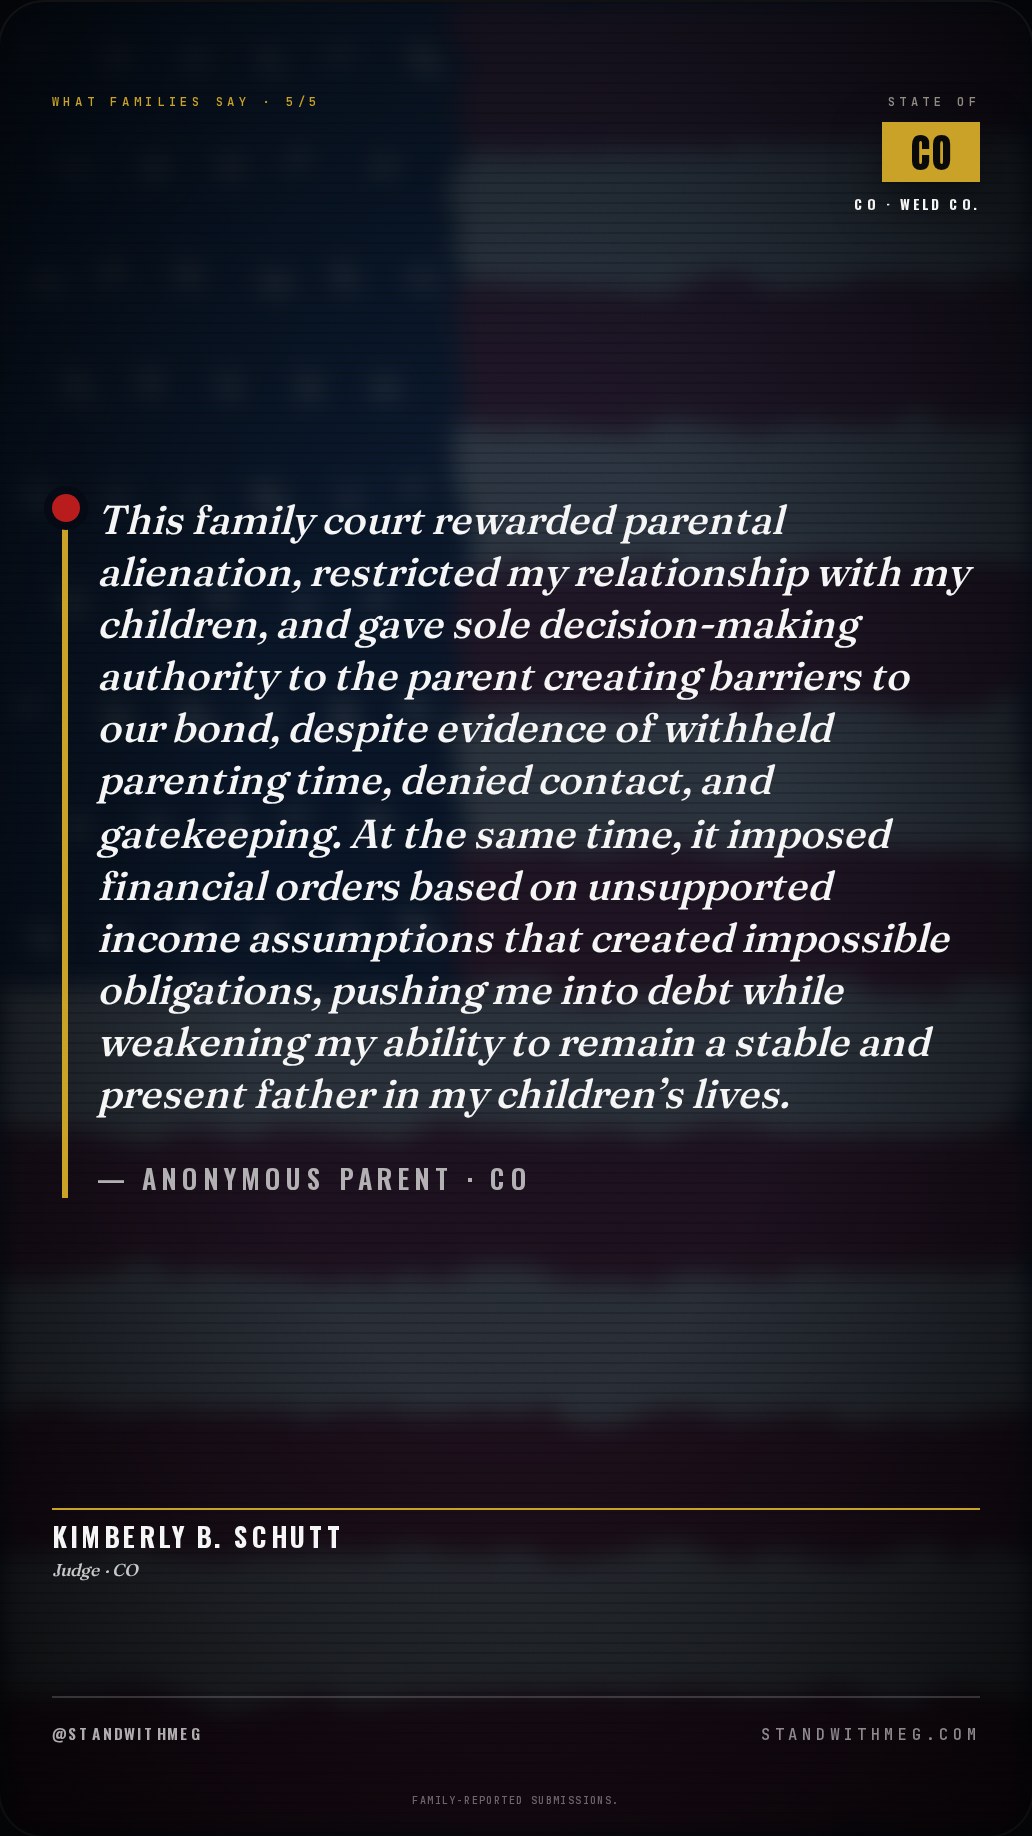 WHAT FAMILIES SAY · 5/5
STATE OF
CO
CO · WELD CO.
This family court rewarded parental
alienation, restricted my relationship with my
children, and gave sole decision-making
authority to the parent creating barriers to
our bond, despite evidence of withheld
parenting time, denied contact, and
gatekeeping. At the same time, it imposed
financial orders based on unsupported
income assumptions that created impossible
obligations, pushing me into debt while
weakening my ability to remain a stable and
present father in my children’s lives.
— ANONYMOUS PARENT · CO
KIMBERLY B. SCHUTT
Judge · CO
@STANDWITHMEG
STANDWITHMEG.COM
FAMILY-REPORTED SUBMISSIONS.